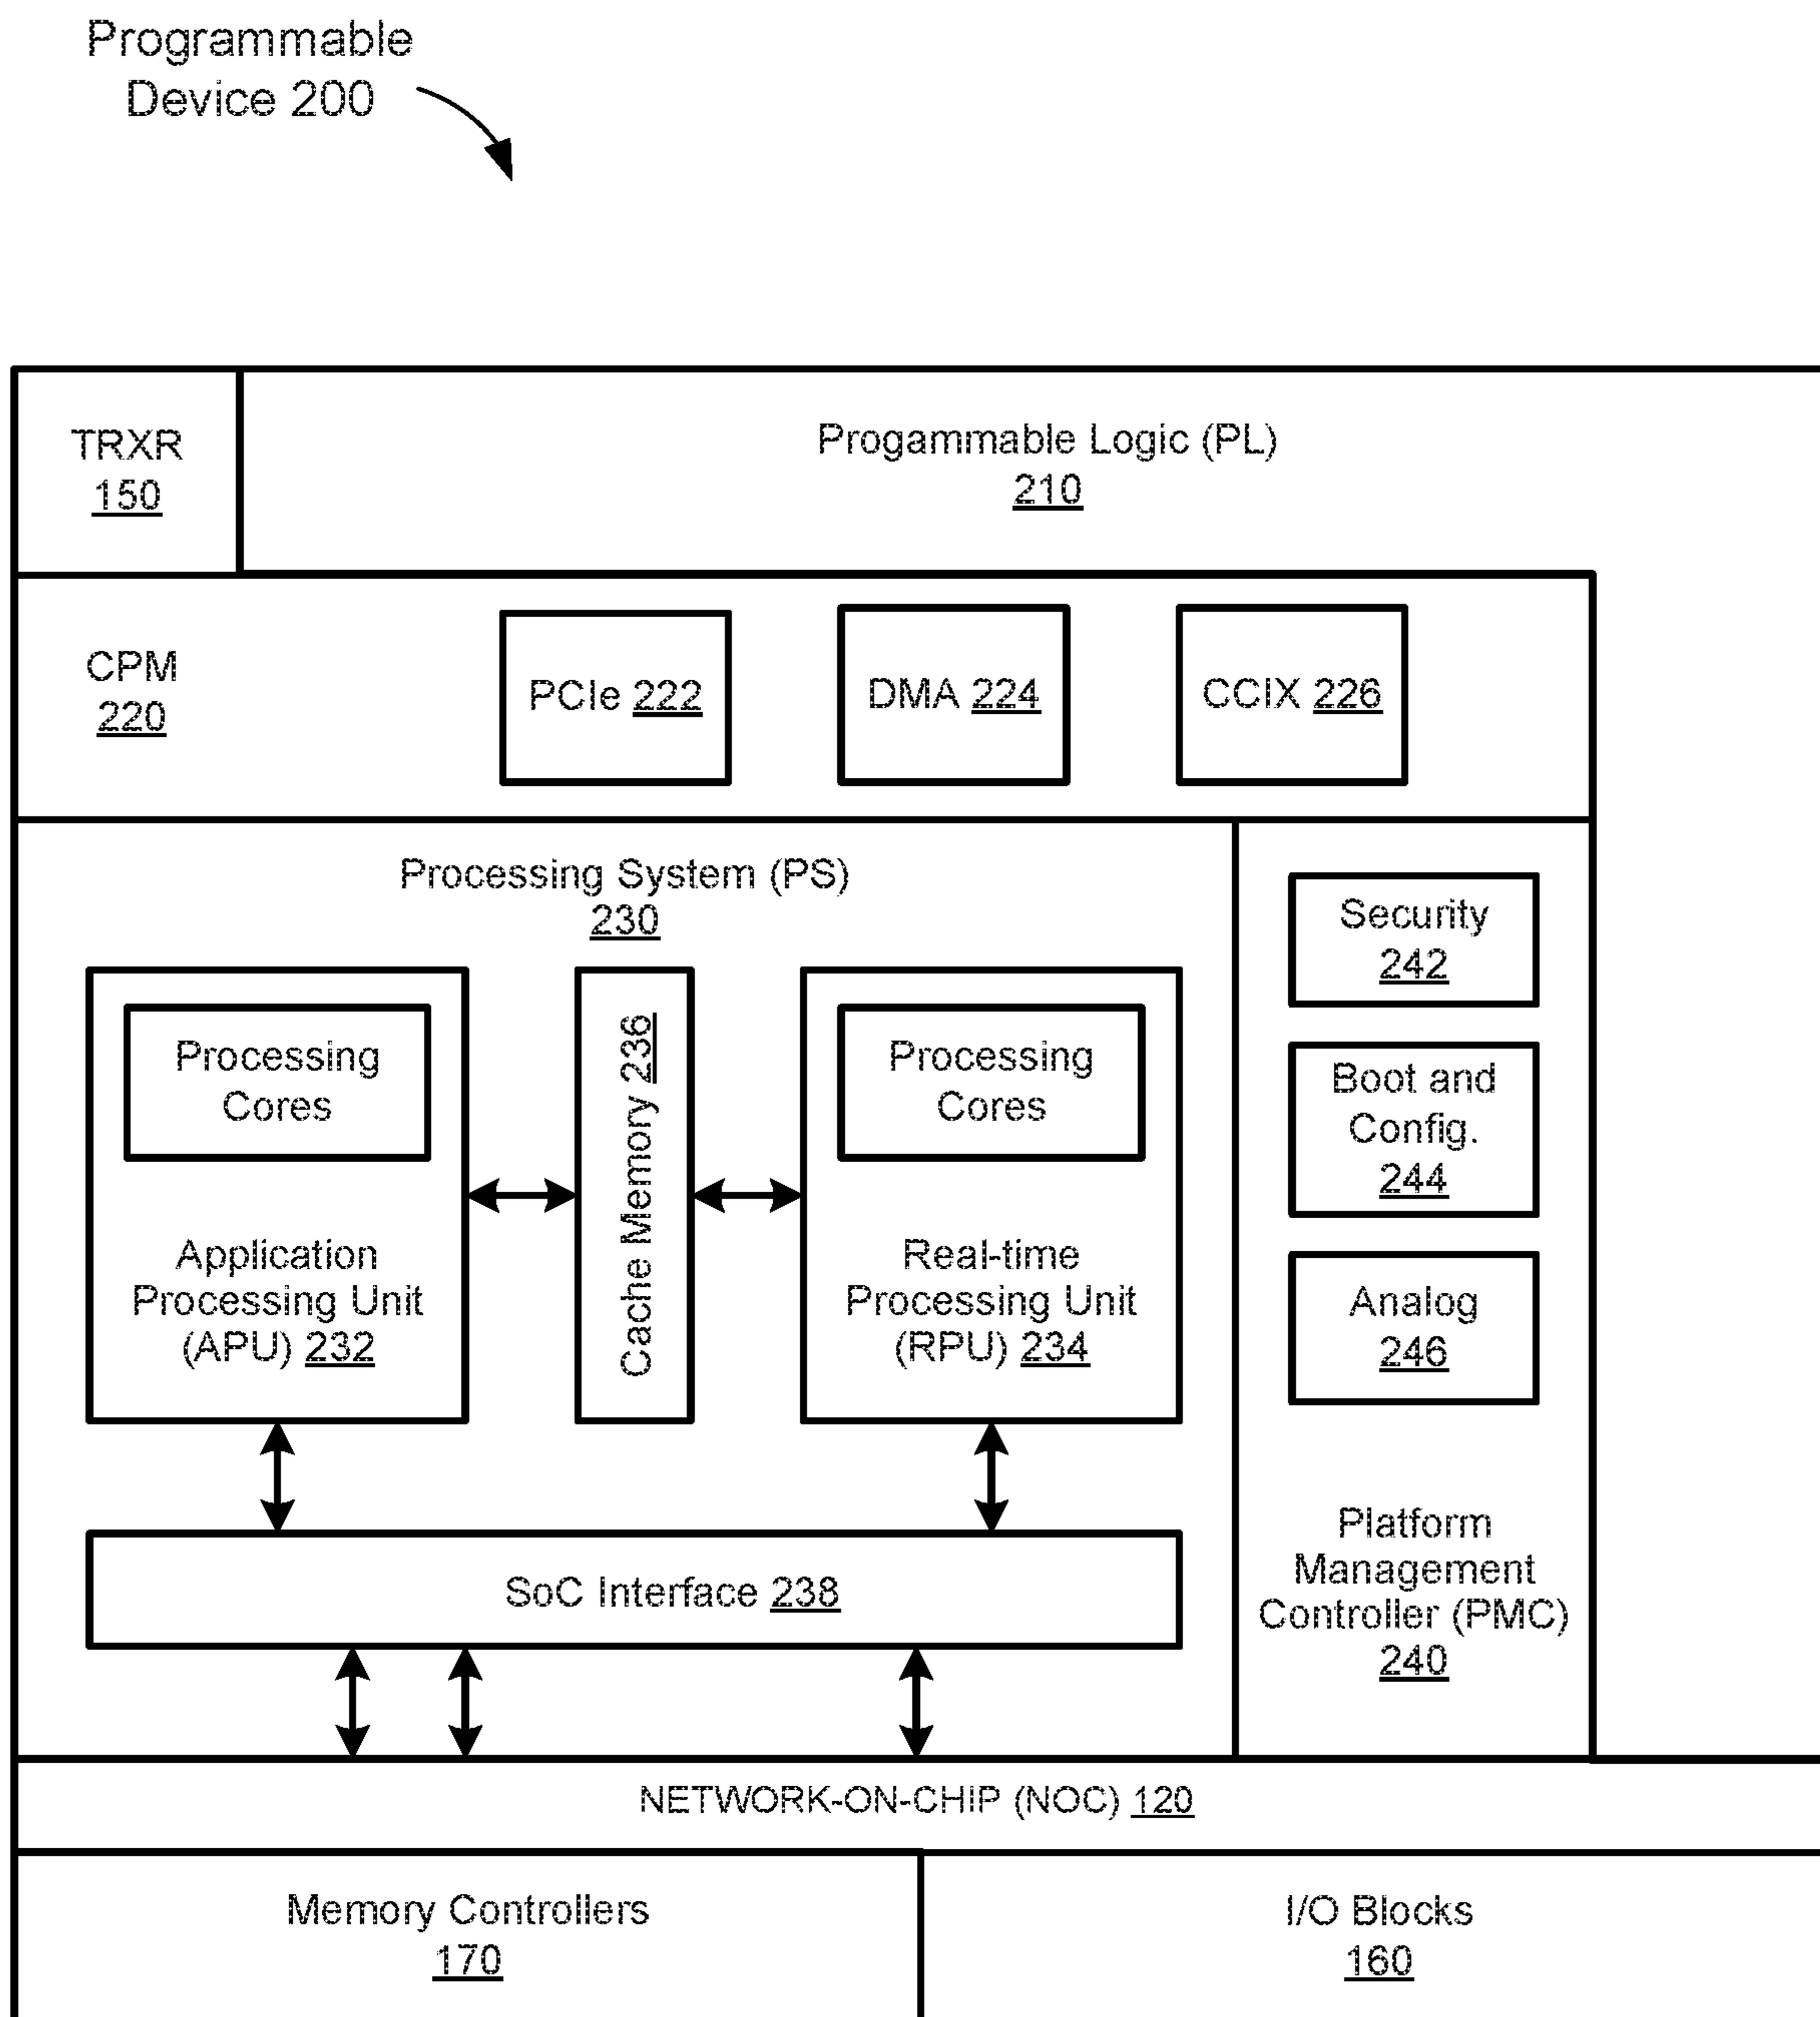 Programmable
Device 200
TRXR
150
Progammable Logic (PL)
210
CPM
220
PCIe 222
DMA 224
CCIX 226
Processing System (PS)
230
Processing
Cores
Application
Processing Unit
(APU) 232
Cache Memory 236
Processing
Cores
Real-time
Processing Unit
(RPU) 234
SoC Interface 238
Security
242
Boot and
Config.
244
Analog
246
Platform
Management
Controller (PMC)
240
NETWORK-ON-CHIP (NOC) 120
Memory Controllers
170
I/O Blocks
160